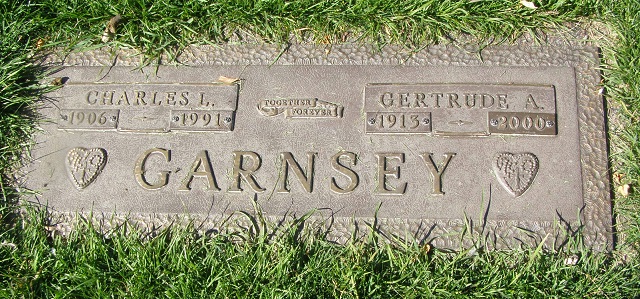 CHARLES L.
1906 - 1991
TOGETHER
FOREVER
GERTRUDE A.
1913 - 2000
GARNSEY